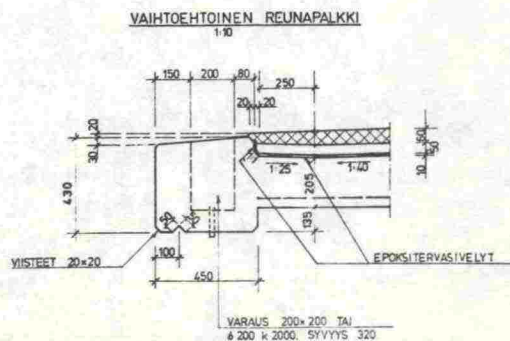 VAIHTOEHTOINEN REUNAPALKKI
1:10
150 200 80 250
20 20
20
30
60
50
10
1:25 1:40
205
430
135
VIISTEET 20×20
100
450
EPOKSITERVASIVELYT
VARAUS 200×200 TAI
ø 200 k 2000, SYVYYS 320